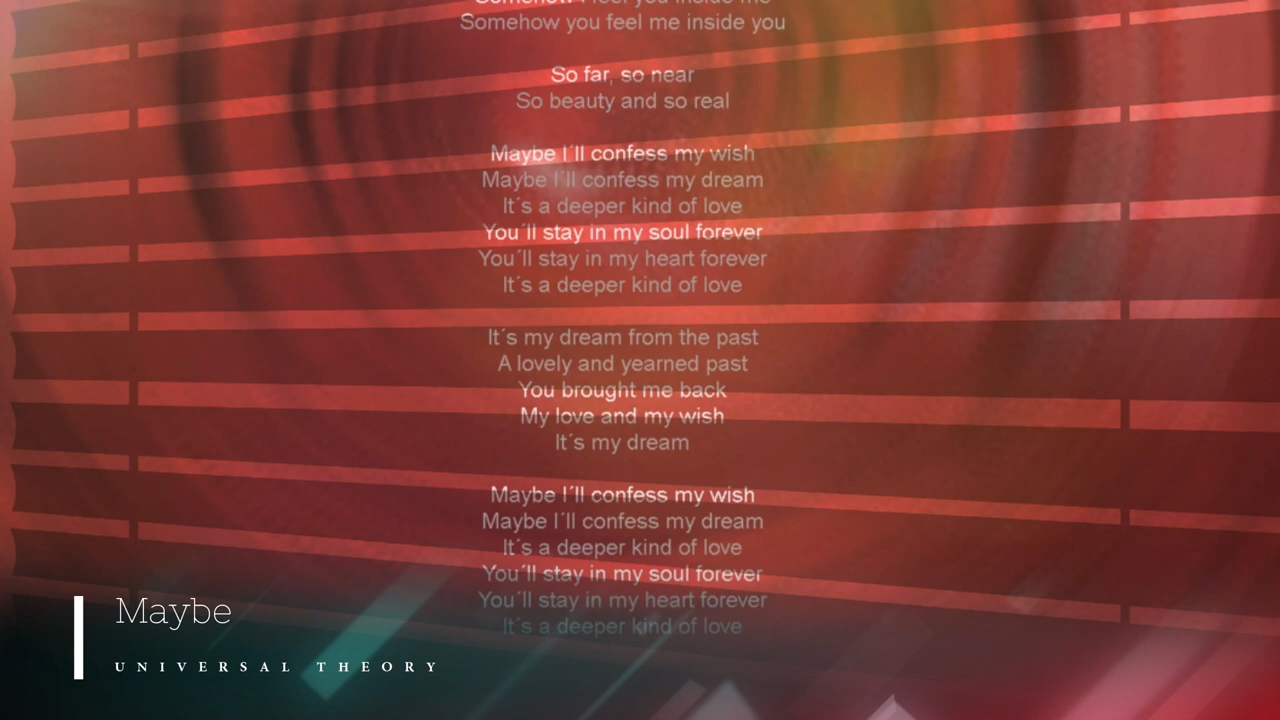 Somehow I feel you inside me
Somehow you feel me inside you
So far, so near
So beauty and so real
Maybe I´ll confess my wish
Maybe I´ll confess my dream
It´s a deeper kind of love
You´ll stay in my soul forever
You´ll stay in my heart forever
It´s a deeper kind of love
It´s my dream from the past
A lovely and yearned past
You brought me back
My love and my wish
It´s my dream
Maybe I´ll confess my wish
Maybe I´ll confess my dream
It´s a deeper kind of love
You´ll stay in my soul forever
You´ll stay in my heart forever
It´s a deeper kind of love
Maybe
UNIVERSAL THEORY